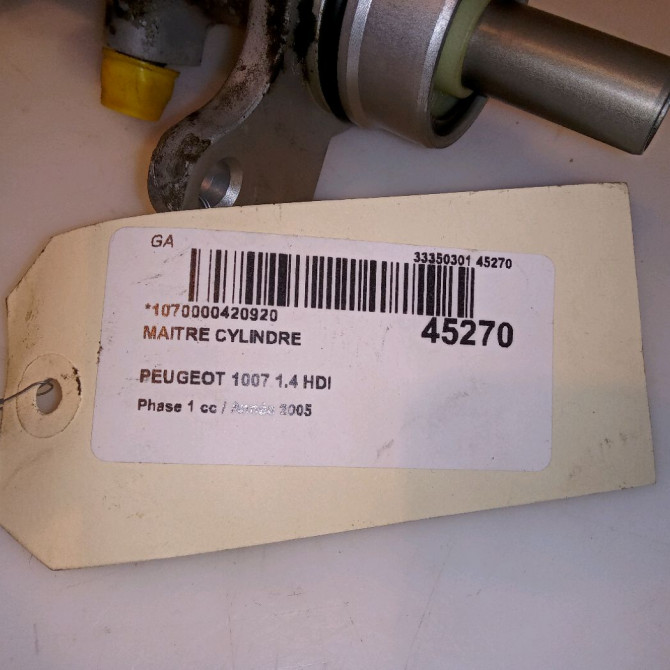 GA
33350301 45270
*1070000420920
MAITRE CYLINDRE
45270
PEUGEOT 1007 1.4 HDI
Phase 1 cc / Année 2005